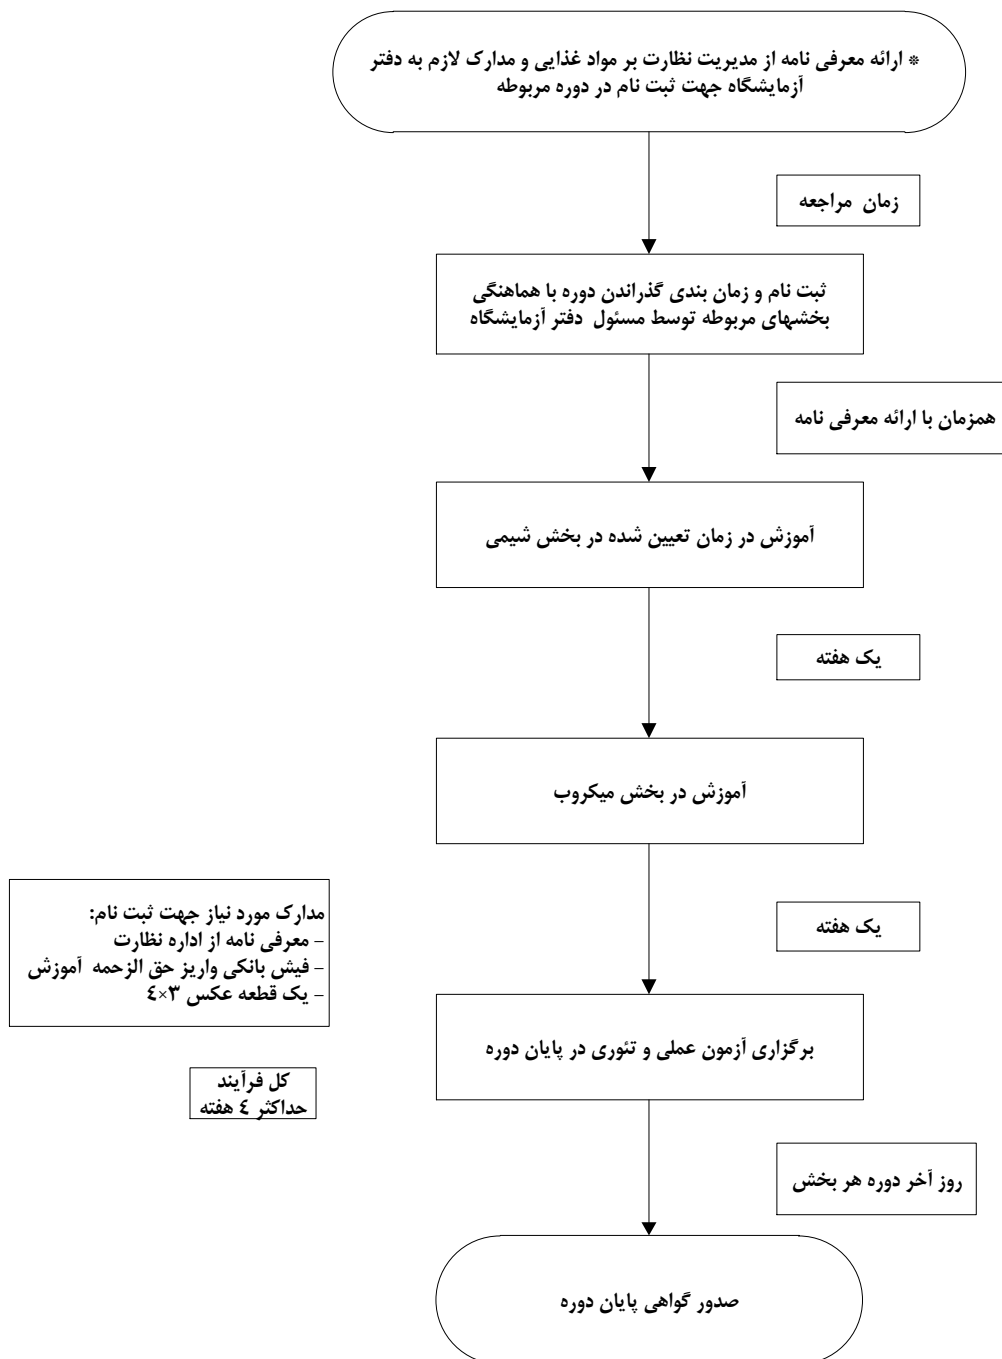 * ارائه معرفی نامه از مدیریت نظارت بر مواد غذایی و مدارک لازم به دفتر
آزمایشگاه جهت ثبت نام در دوره مربوطه
زمان مراجعه
ثبت نام و زمان بندی گذراندن دوره با هماهنگی
بخشهای مربوطه توسط مسئول دفتر آزمایشگاه
همزمان با ارائه معرفی نامه
آموزش در زمان تعیین شده در بخش شیمی
یک هفته
آموزش در بخش میکروب
مدارک مورد نیاز جهت ثبت نام:
- معرفی نامه از اداره نظارت
- فیش بانکی واریز حق الزحمه آموزش
- یک قطعه عکس ۳×٤
یک هفته
برگزاری آزمون عملی و تئوری در پایان دوره
کل فرآیند
حداکثر ٤ هفته
روز آخر دوره هر بخش
صدور گواهی پایان دوره